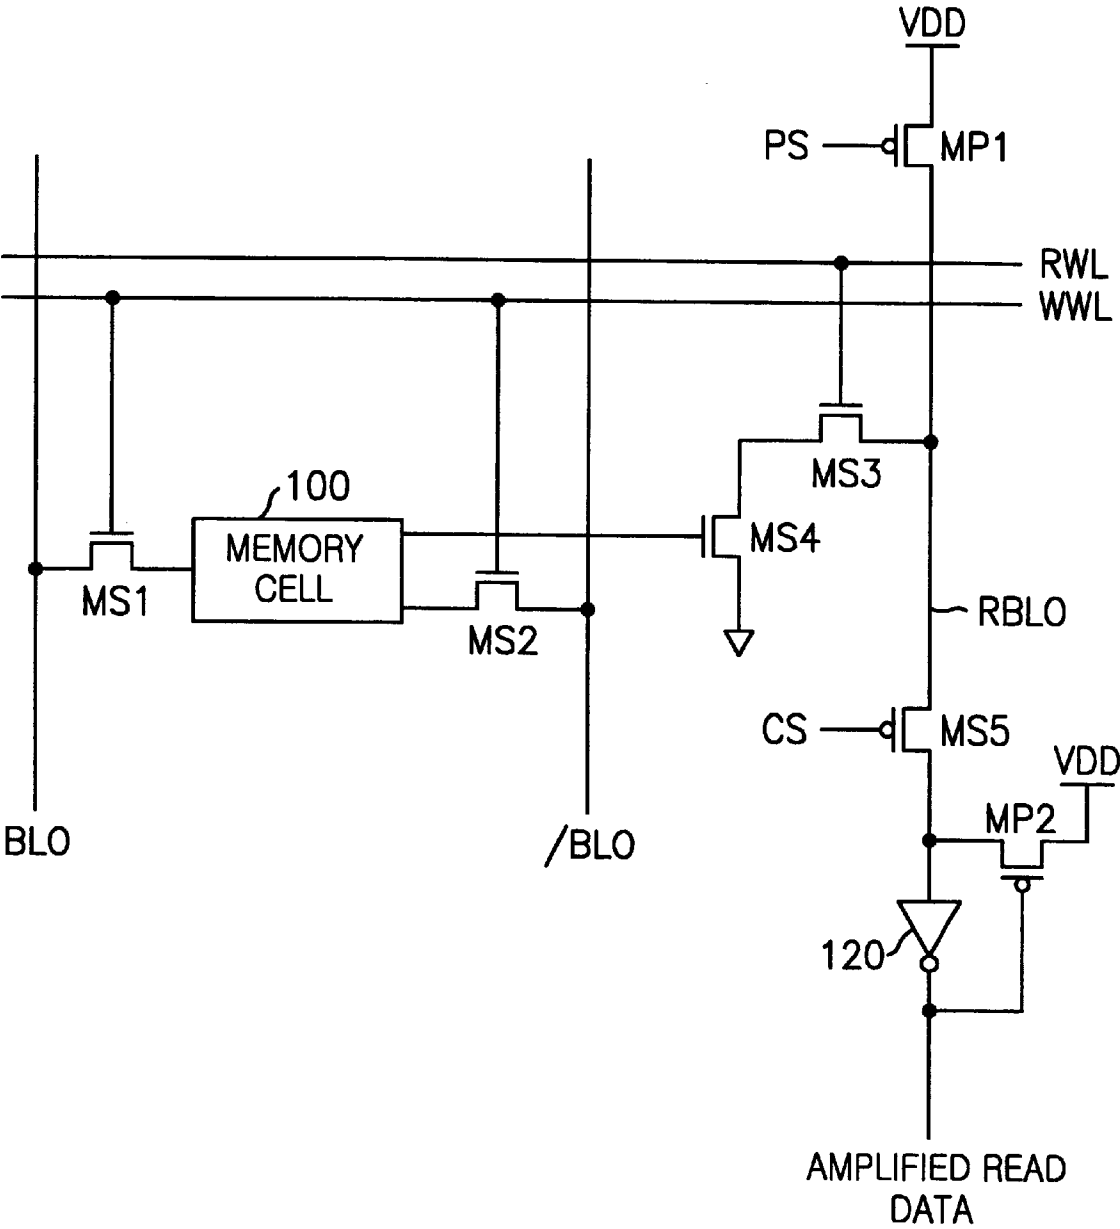 VDD
PS
MP1
RWL
WWL
MS3
100
MEMORY
CELL
MS4
MS1
MS2
RBL0
CS
MS5
VDD
MP2
BL0
/BL0
120
AMPLIFIED READ
DATA